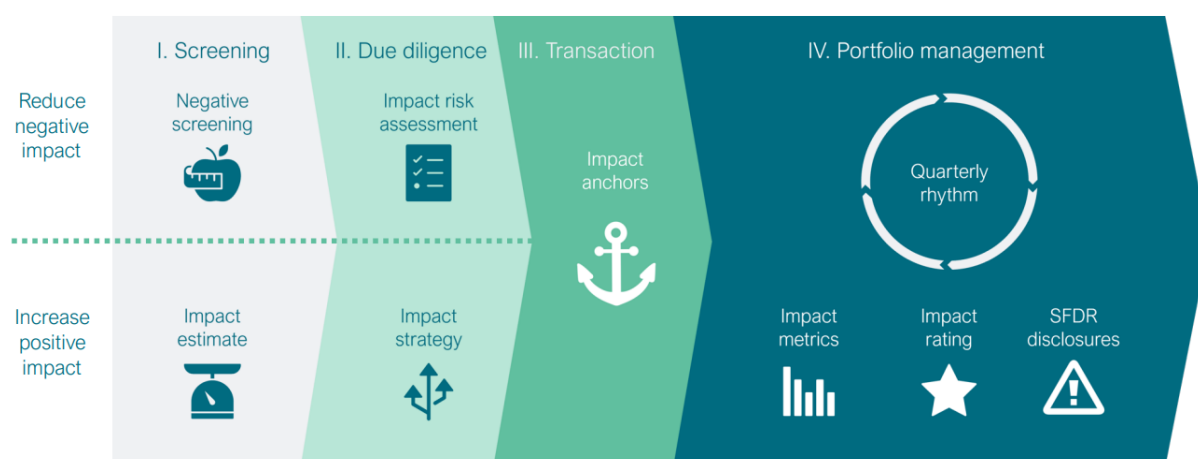 I. Screening
II. Due diligence
III. Transaction
IV. Portfolio management
Reduce
negative
impact
Negative
screening
Impact risk
assessment
Impact
anchors
Quarterly
rhythm
Increase
positive
impact
Impact
estimate
Impact
strategy
Impact
metrics
Impact
rating
SFDR
disclosures